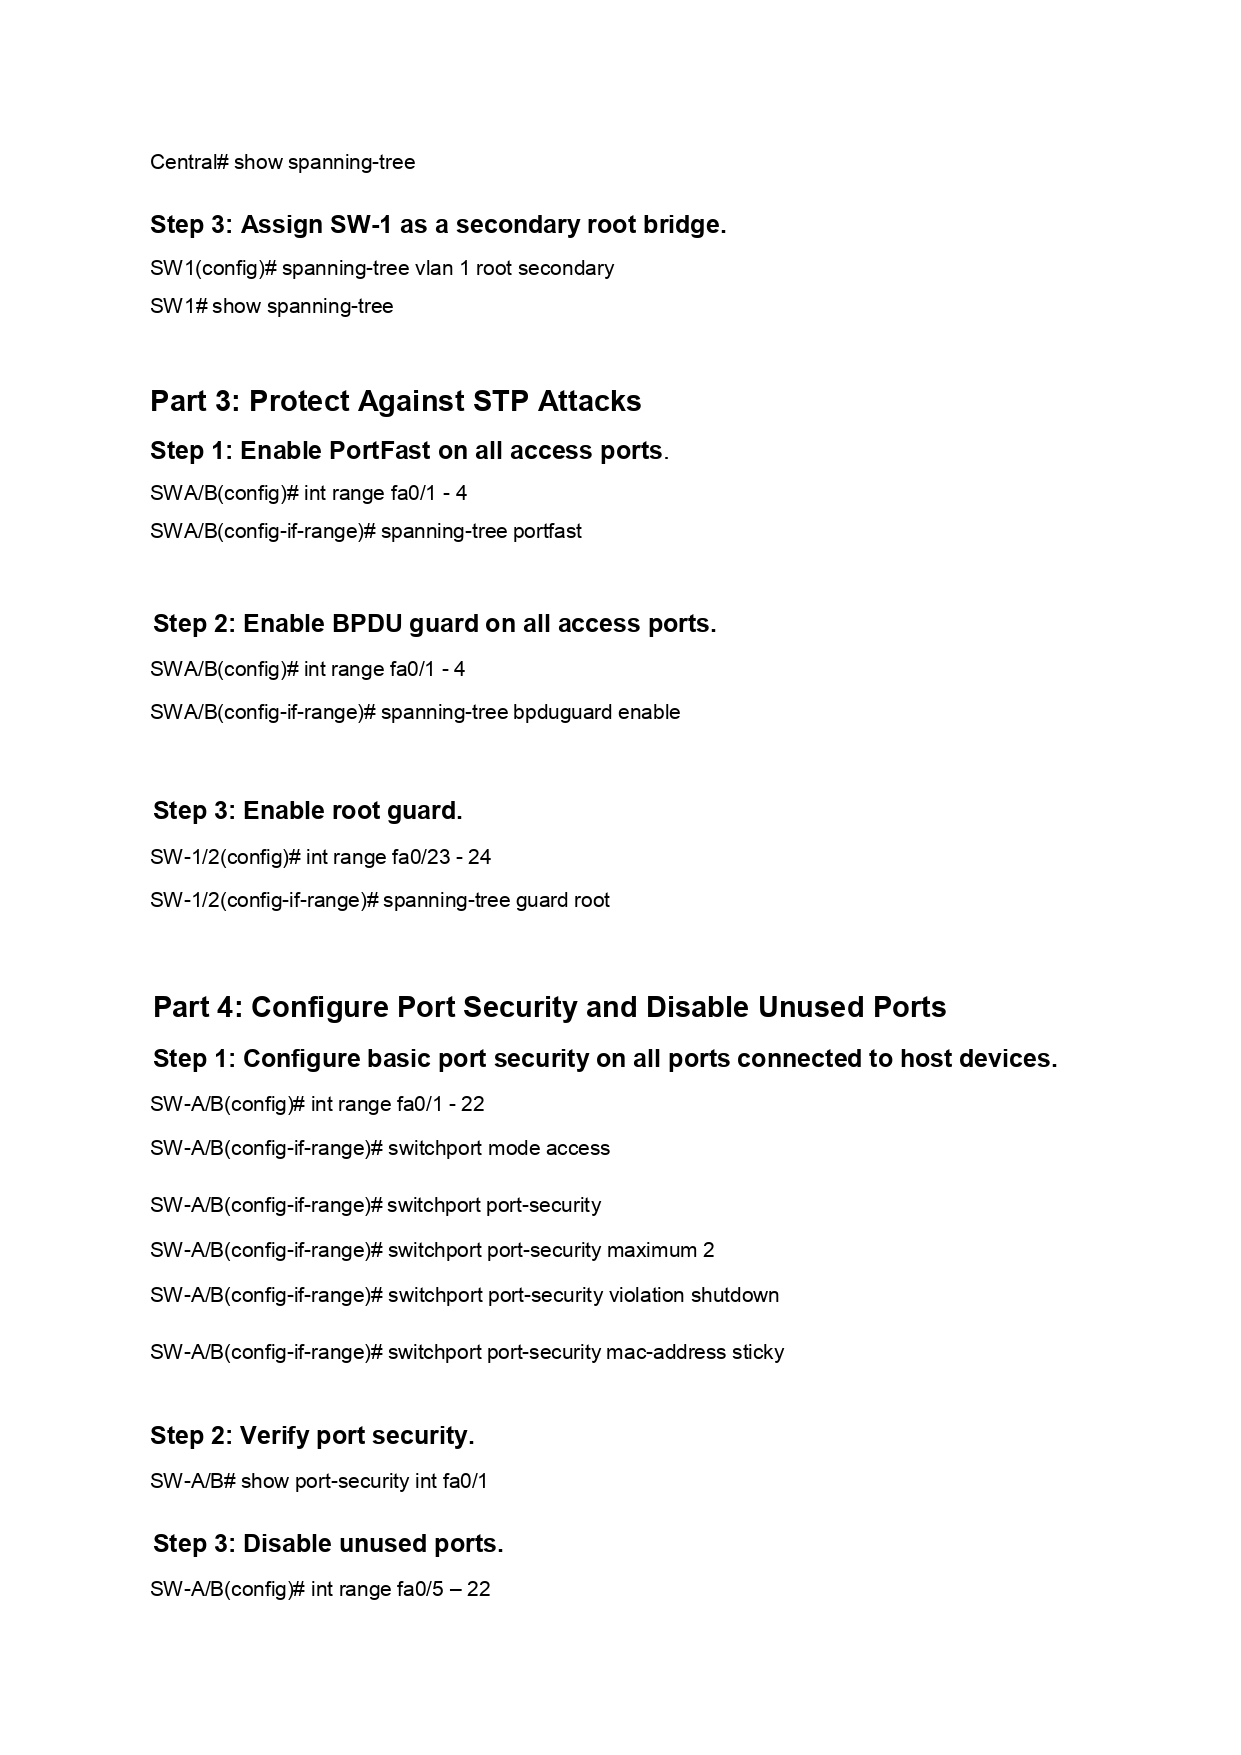 Central# show spanning-tree
Step 3: Assign SW-1 as a secondary root bridge.
SW1(config)# spanning-tree vlan 1 root secondary
SW1# show spanning-tree
Part 3: Protect Against STP Attacks
Step 1: Enable PortFast on all access ports.
SWA/B(config)# int range fa0/1 - 4
SWA/B(config-if-range)# spanning-tree portfast
Step 2: Enable BPDU guard on all access ports.
SWA/B(config)# int range fa0/1 - 4
SWA/B(config-if-range)# spanning-tree bpduguard enable
Step 3: Enable root guard.
SW-1/2(config)# int range fa0/23 - 24
SW-1/2(config-if-range)# spanning-tree guard root
Part 4: Configure Port Security and Disable Unused Ports
Step 1: Configure basic port security on all ports connected to host devices.
SW-A/B(config)# int range fa0/1 - 22
SW-A/B(config-if-range)# switchport mode access
SW-A/B(config-if-range)# switchport port-security
SW-A/B(config-if-range)# switchport port-security maximum 2
SW-A/B(config-if-range)# switchport port-security violation shutdown
SW-A/B(config-if-range)# switchport port-security mac-address sticky
Step 2: Verify port security.
SW-A/B# show port-security int fa0/1
Step 3: Disable unused ports.
SW-A/B(config)# int range fa0/5 – 22